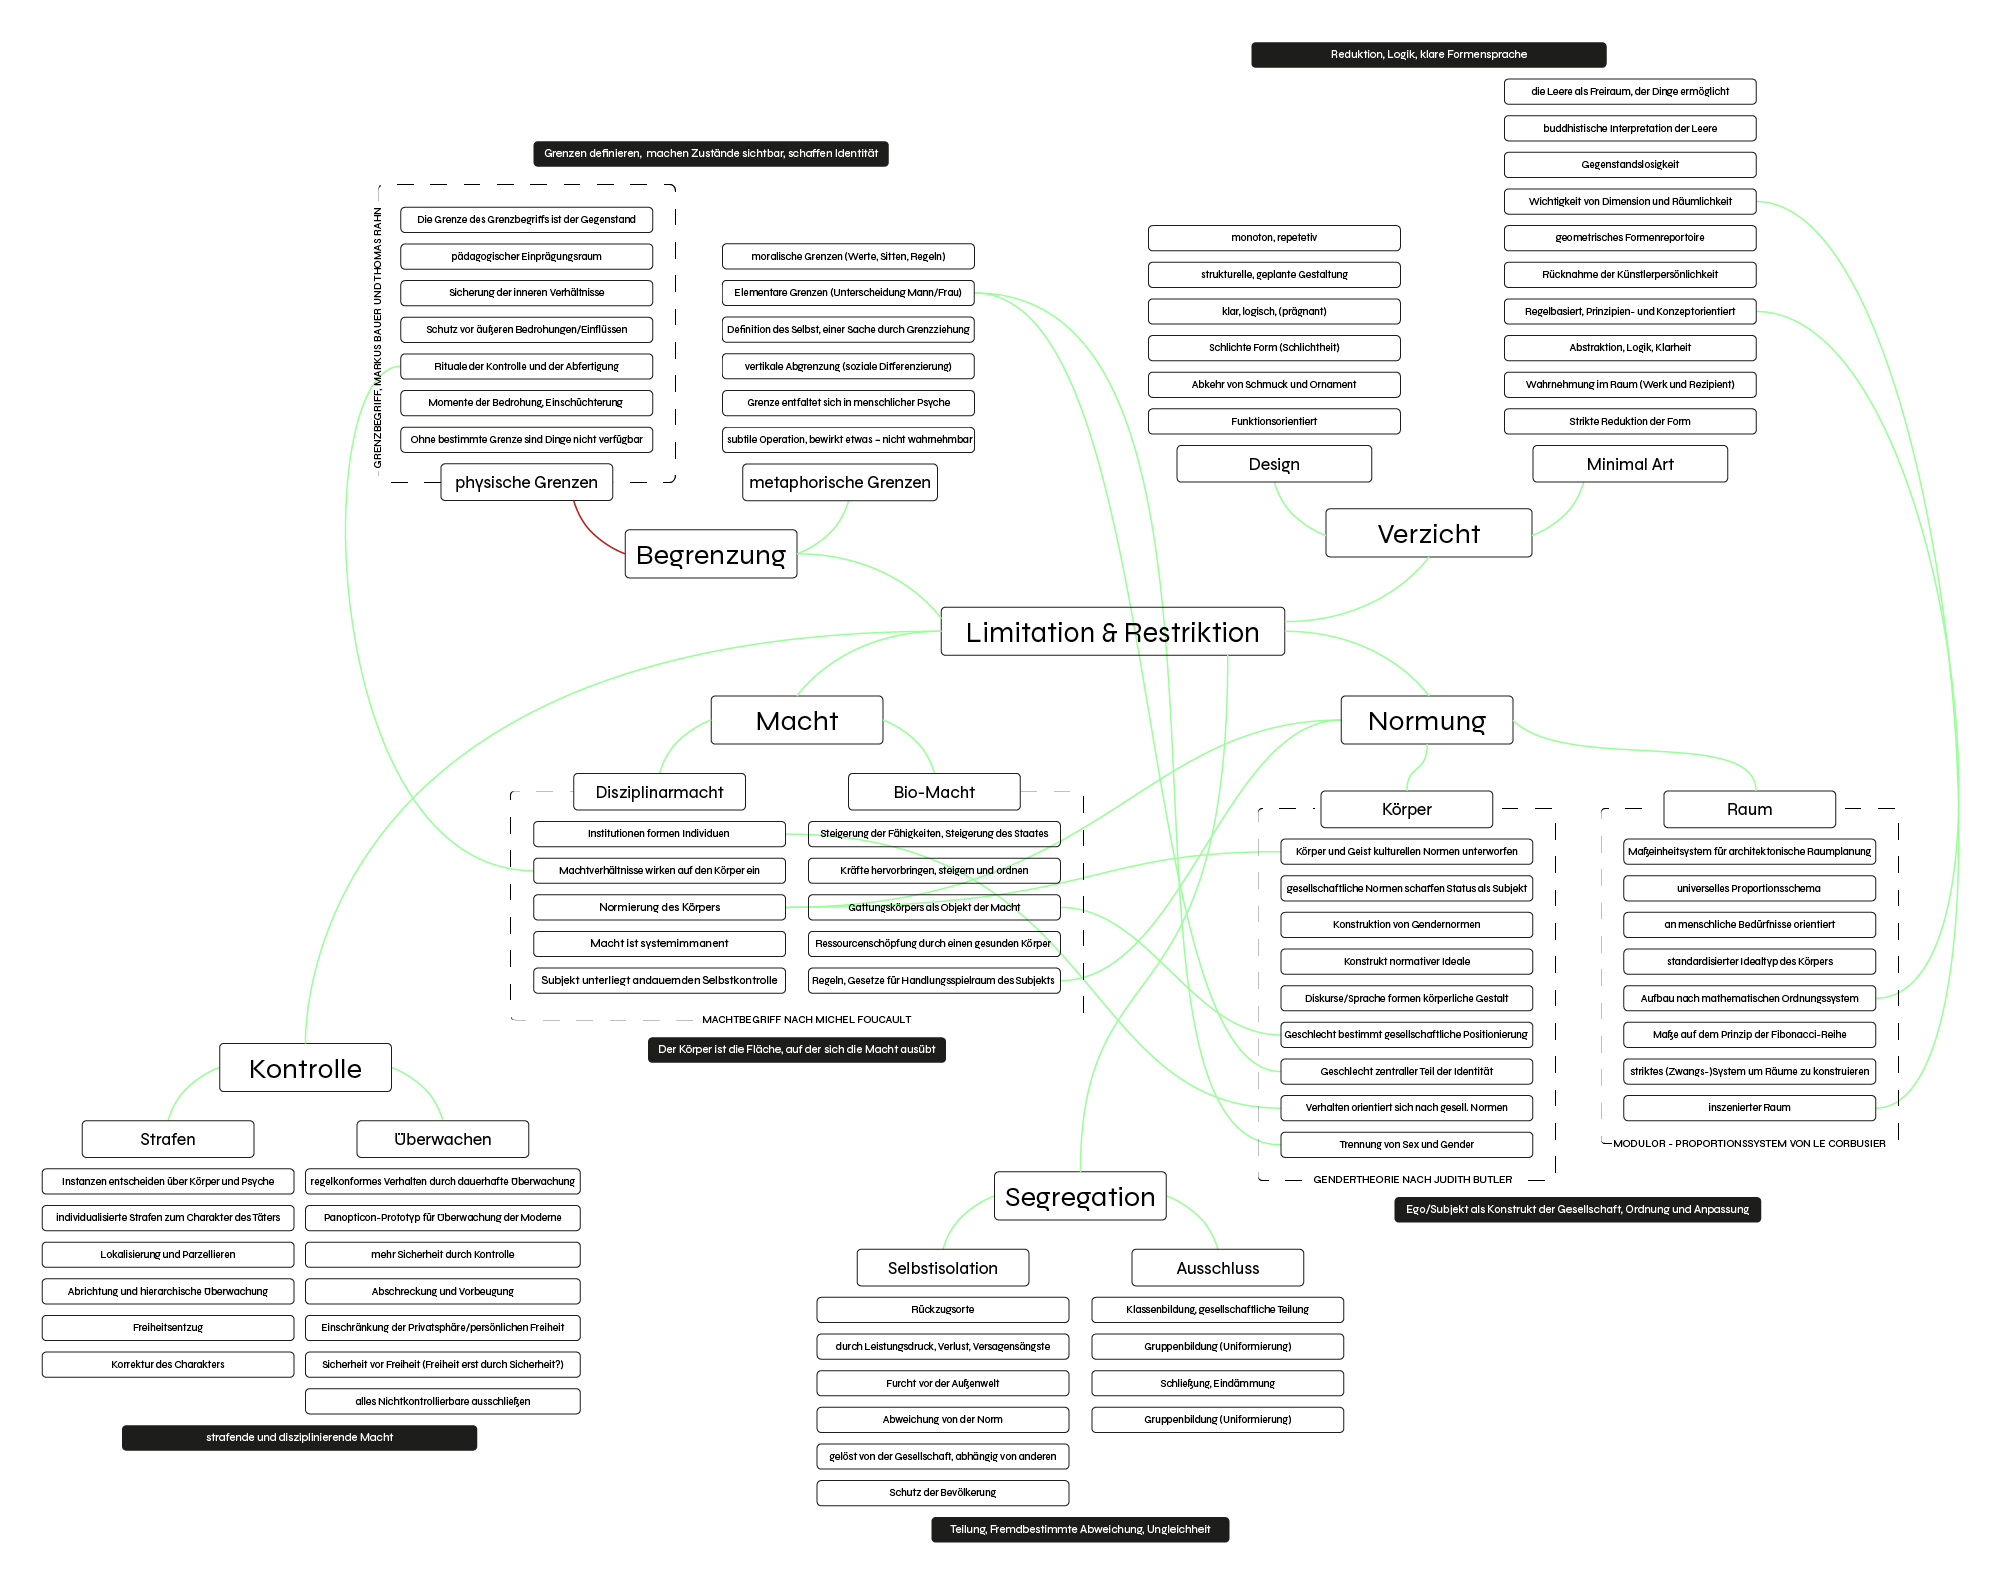 Reduktion, Logik, klare Formensprache
die Leere als Freiraum, der Dinge ermöglicht
buddhistische Interpretation der Leere
Gegenstandslosigkeit
Wichtigkeit von Dimension und Räumlichkeit
geometrisches Formenreportoire
Rücknahme der Künstlerpersönlichkeit
Regelbasiert, Prinzipien- und Konzeptorientiert
Abstraktion, Logik, Klarheit
Wahrnehmung im Raum (Werk und Rezipient)
Strikte Reduktion der Form
Minimal Art
monoton, repetetiv
strukturelle, geplante Gestaltung
klar, logisch, (prägnant)
Schlichte Form (Schlichtheit)
Abkehr von Schmuck und Ornament
Funktionsorientiert
Design
Verzicht
Grenzen definieren, machen Zustände sichtbar, schaffen Identität
GRENZBEGRIFF, MARKUS BAUER UND THOMAS RAHN
Die Grenze des Grenzbegriffs ist der Gegenstand
pädagogischer Einprägungsraum
Sicherung der inneren Verhältnisse
Schutz vor äußeren Bedrohungen/Einflüssen
Rituale der Kontrolle und der Abfertigung
Momente der Bedrohung, Einschüchterung
Ohne bestimmte Grenze sind Dinge nicht verfügbar
physische Grenzen
moralische Grenzen (Werte, Sitten, Regeln)
Elementare Grenzen (Unterscheidung Mann/Frau)
Definition des Selbst, einer Sache durch Grenzziehung
vertikale Abgrenzung (soziale Differenzierung)
Grenze entfaltet sich in menschlicher Psyche
subtile Operation, bewirkt etwas – nicht wahrnehmbar
metaphorische Grenzen
Begrenzung
Limitation & Restriktion
Macht
Disziplinarmacht
Institutionen formen Individuen
Machtverhältnisse wirken auf den Körper ein
Normierung des Körpers
Macht ist systemimmanent
Subjekt unterliegt andauernden Selbstkontrolle
Bio-Macht
Steigerung der Fähigkeiten, Steigerung des Staates
Kräfte hervorbringen, steigern und ordnen
Gattungskörpers als Objekt der Macht
Ressourcenschöpfung durch einen gesunden Körper
Regeln, Gesetze für Handlungsspielraum des Subjekts
MACHTBEGRIFF NACH MICHEL FOUCAULT
Der Körper ist die Fläche, auf der sich die Macht ausübt
Normung
Körper
Körper und Geist kulturellen Normen unterworfen
gesellschaftliche Normen schaffen Status als Subjekt
Konstruktion von Gendernormen
Konstrukt normativer Ideale
Diskurse/Sprache formen körperliche Gestalt
Geschlecht bestimmt gesellschaftliche Positionierung
Geschlecht zentraller Teil der Identität
Verhalten orientiert sich nach gesell. Normen
Trennung von Sex und Gender
GENDERTHEORIE NACH JUDITH BUTLER
Raum
Maßeinheitsystem für architektonische Raumplanung
universelles Proportionsschema
an menschliche Bedürfnisse orientiert
standardisierter Idealtyp des Körpers
Aufbau nach mathematischen Ordnungssystem
Maße auf dem Prinzip der Fibonacci-Reihe
striktes (Zwangs-)System um Räume zu konstruieren
inszenierter Raum
MODULOR - PROPORTIONSSYSTEM VON LE CORBUSIER
Ego/Subjekt als Konstrukt der Gesellschaft, Ordnung und Anpassung
Kontrolle
Strafen
Instanzen entscheiden über Körper und Psyche
individualisierte Strafen zum Charakter des Täters
Lokalisierung und Parzellieren
Abrichtung und hierarchische Überwachung
Freiheitsentzug
Korrektur des Charakters
Überwachen
regelkonformes Verhalten durch dauerhafte Überwachung
Panopticon-Prototyp für Überwachung der Moderne
mehr Sicherheit durch Kontrolle
Abschreckung und Vorbeugung
Einschränkung der Privatsphäre/persönlichen Freiheit
Sicherheit vor Freiheit (Freiheit erst durch Sicherheit?)
alles Nichtkontrollierbare ausschließen
strafende und disziplinierende Macht
Segregation
Selbstisolation
Rückzugsorte
durch Leistungsdruck, Verlust, Versagensängste
Furcht vor der Außenwelt
Abweichung von der Norm
gelöst von der Gesellschaft, abhängig von anderen
Schutz der Bevölkerung
Ausschluss
Klassenbildung, gesellschaftliche Teilung
Gruppenbildung (Uniformierung)
Schließung, Eindämmung
Gruppenbildung (Uniformierung)
Teilung, Fremdbestimmte Abweichung, Ungleichheit